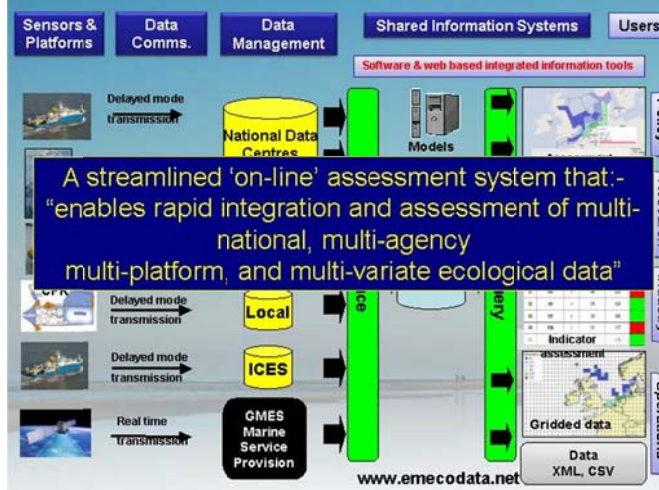 Sensors &
Platforms
Data
Comms.
Data
Management
Shared Information Systems
Users
Software & web based integrated information tools
Delayed mode
transmission
National Data
Centres
Models
A streamlined ‘on-line’ assessment system that:-
“enables rapid integration and assessment of multi-
national, multi-agency
multi-platform, and multi-variate ecological data”
CPR
Delayed mode
transmission
Local
Indicator
assessment
Delayed mode
transmission
ICES
Real time
transmission
GMES
Marine
Service
Provision
Gridded data
Data
XML, CSV
www.emecodata.net